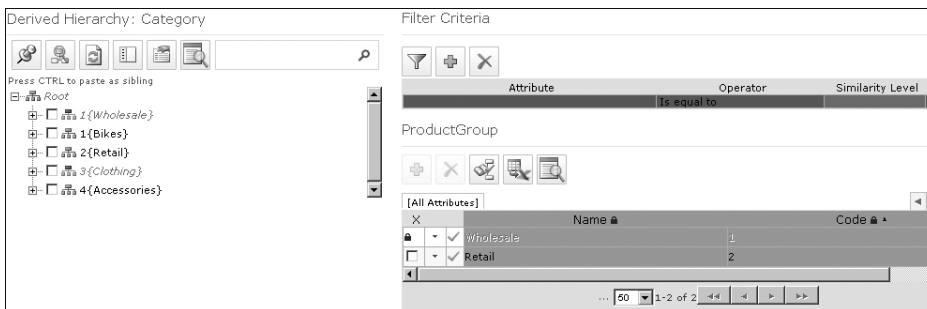 Derived Hierarchy: Category
Press CTRL to paste as sibling
Root
1{Wholesale}
1{Bikes}
2{Retail}
3{Clothing}
4{Accessories}
Filter Criteria
Attribute Operator Similarity Level
Is equal to
ProductGroup
[All Attributes]
X Name Code
Wholesale 1
Retail 2
... 50 1-2 of 2